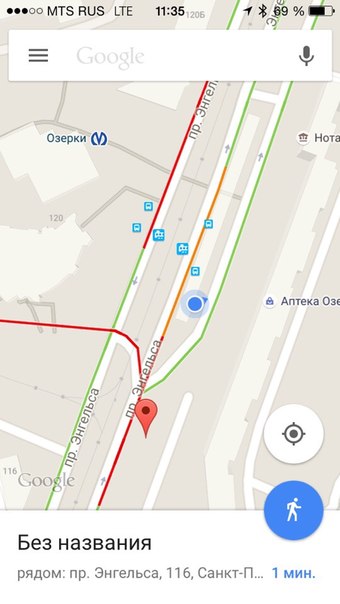 MTS RUS LTE 11:35 69 %
120Б
Google
пр. Энгельса
Озерки
Нота
120
Аптека Озе
пр. Энгельса
пр. Энгельса
116
Google
Без названия
рядом: пр. Энгельса, 116, Санкт-П... 1 мин.